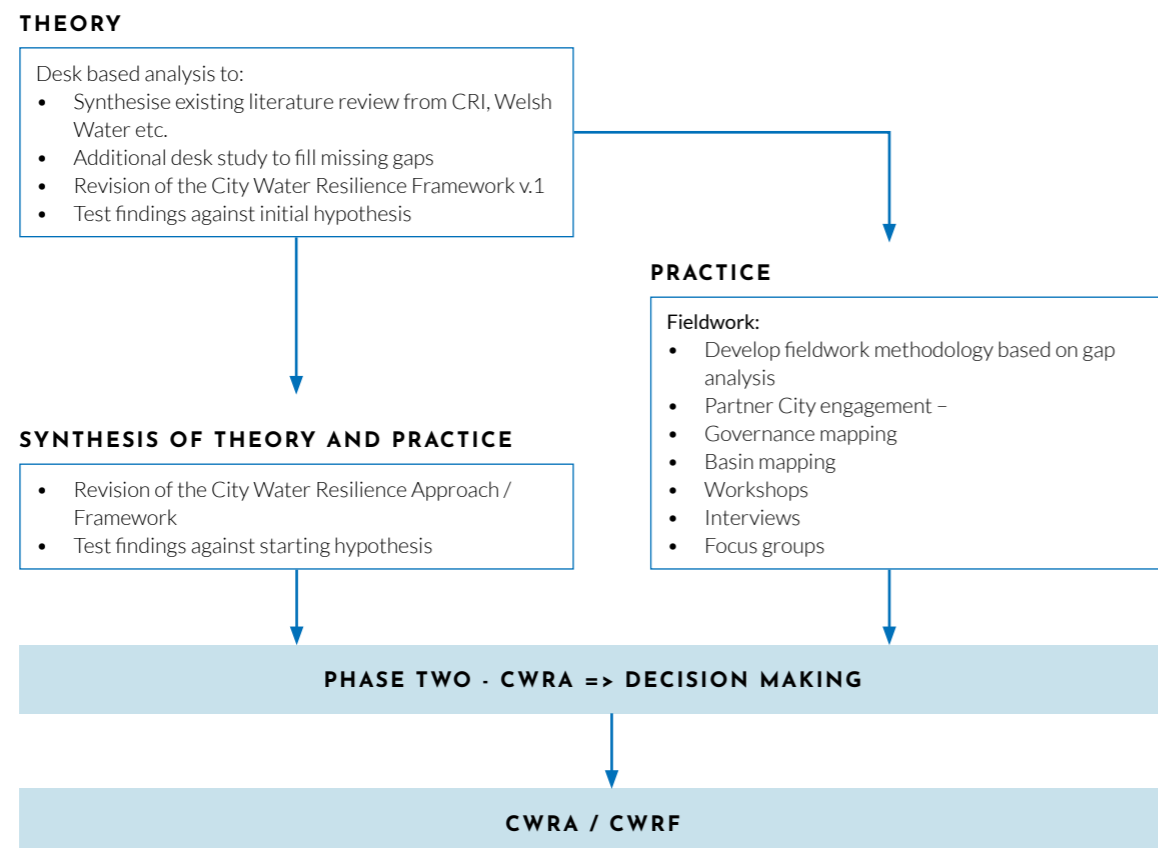 THEORY
Desk based analysis to:
• Synthesise existing literature review from CRI, Welsh
Water etc.
• Additional desk study to fill missing gaps
• Revision of the City Water Resilience Framework v.1
• Test findings against initial hypothesis
PRACTICE
Fieldwork:
• Develop fieldwork methodology based on gap
analysis
• Partner City engagement –
• Governance mapping
• Basin mapping
• Workshops
• Interviews
• Focus groups
SYNTHESIS OF THEORY AND PRACTICE
• Revision of the City Water Resilience Approach /
Framework
• Test findings against starting hypothesis
PHASE TWO - CWRA => DECISION MAKING
CWRA / CWRF